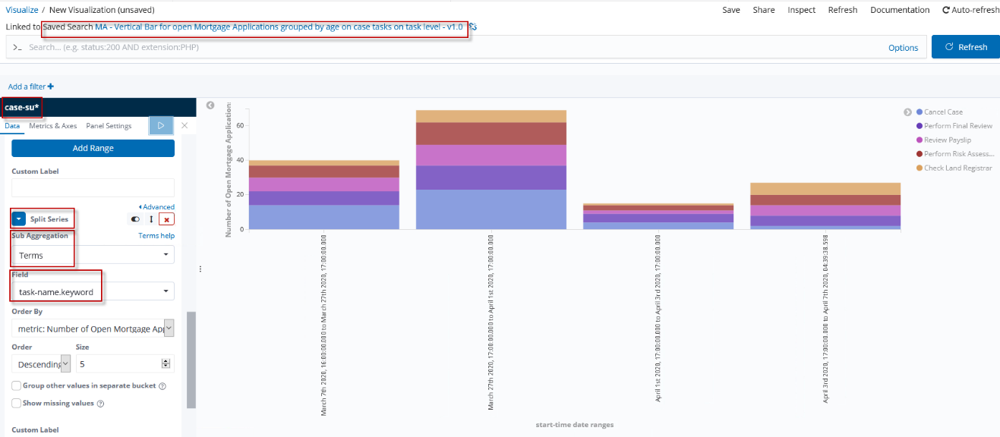 Visualize / New Visualization (unsaved)
Save Share Inspect Refresh Documentation Auto-refresh
Linked to Saved Search MA - Vertical Bar for open Mortgage Applications grouped by age on case tasks on task level - v1.0
>_ Search... (e.g. status:200 AND extension:PHP)
Options
Refresh
Add a filter +
case-su*
Data Metrics & Axes Panel Settings
Add Range
Custom Label
Advanced
Split Series
Sub Aggregation
Terms help
Terms
Field
task-name.keyword
Order By
metric: Number of Open Mortgage App
Order Size
Descending 5
Group other values in separate bucket
Show missing values
Custom Label
Number of Open Mortgage Application:
60
40
20
0
March 7th 2020, 16:00:00.000 to March 27th 2020, 17:00:00.000
March 27th 2020, 17:00:00.000 to April 1st 2020, 17:00:00.000
April 1st 2020, 17:00:00.000 to April 3rd 2020, 17:00:00.000
April 3rd 2020, 17:00:00.000 to April 7th 2020, 04:39:38.598
start-time date ranges
Cancel Case
Perform Final Review
Review Payslip
Perform Risk Assess...
Check Land Registrar